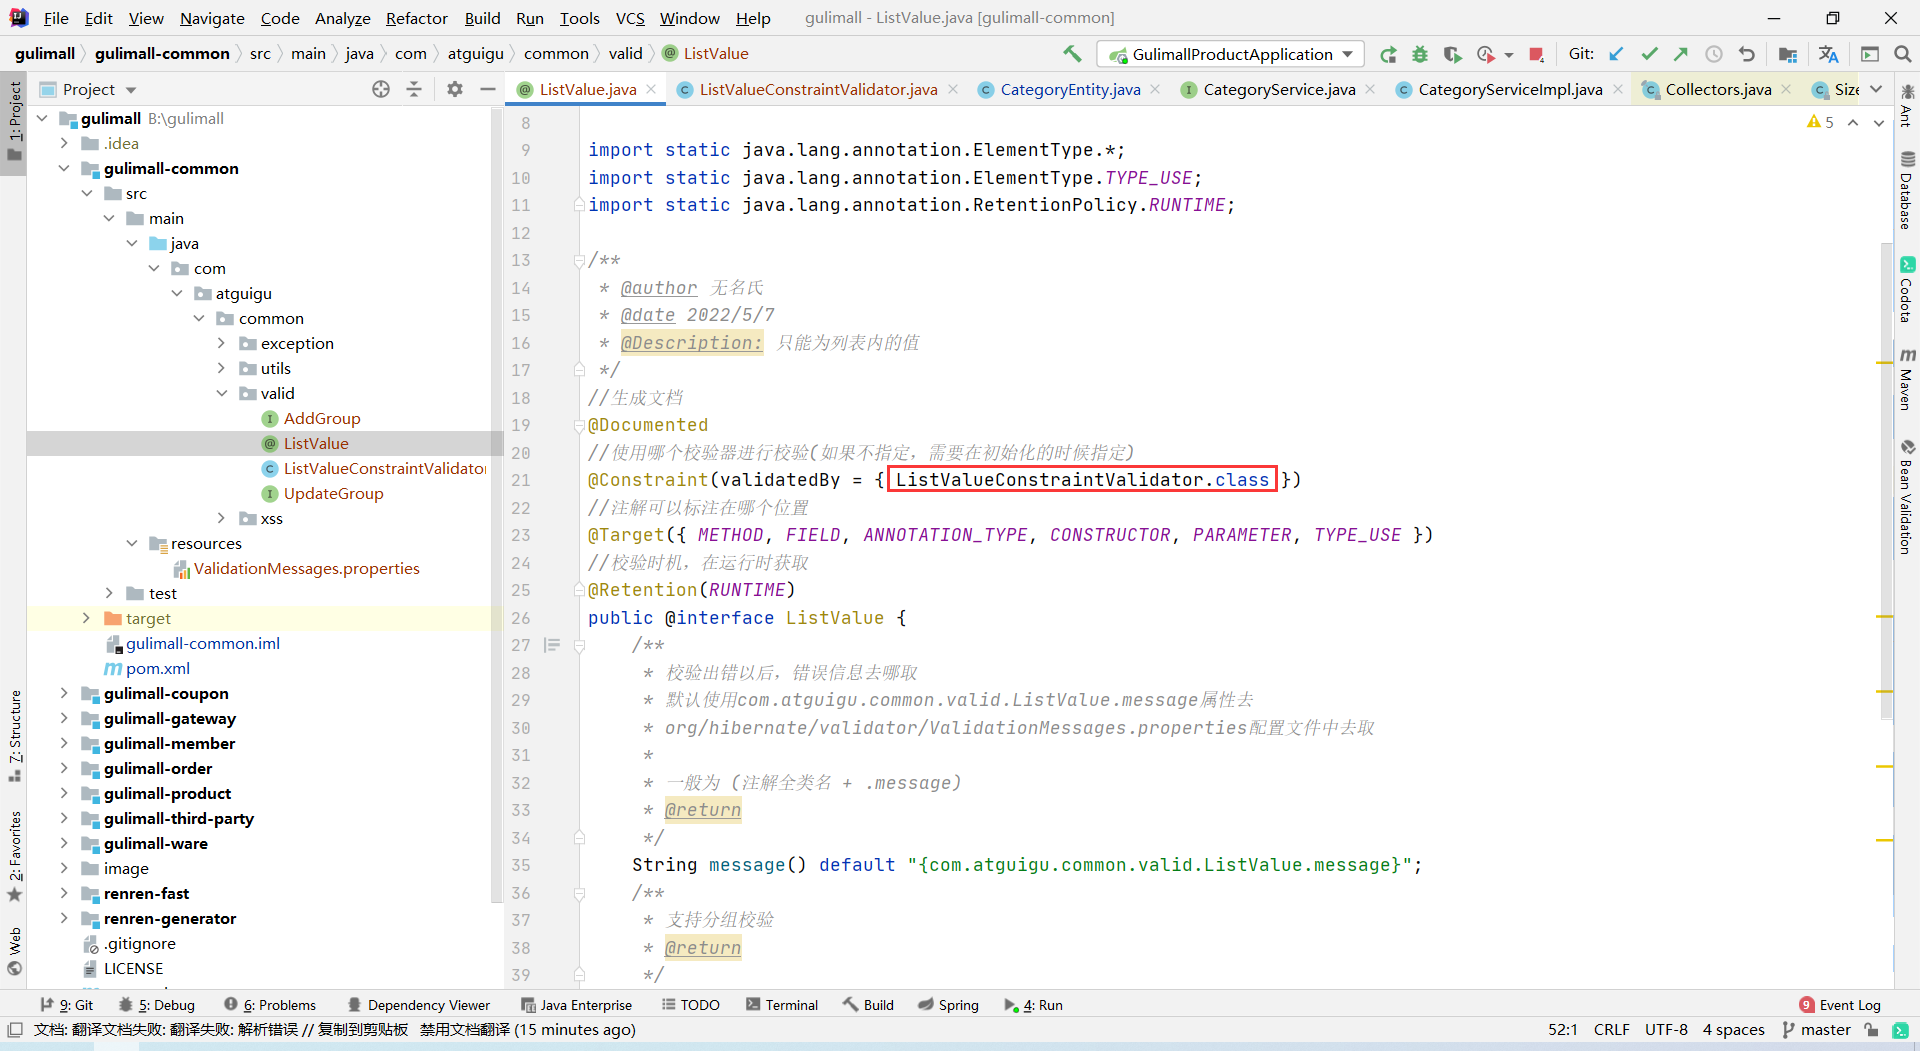 File Edit View Navigate Code Analyze Refactor Build Run Tools VCS Window Help gulimall - ListValue.java [gulimall-common]
gulimall gulimall-common src main java com atguigu common valid ListValue GulimallProductApplication Git:
Project ListValue.java ListValueConstraintValidator.java CategoryEntity.java CategoryService.java CategoryServiceImpl.java Collectors.java Size
1: Project
7: Structure
2: Favorites
Web
gulimall B:\gulimall
.idea
gulimall-common
src
main
java
com
atguigu
common
exception
utils
valid
AddGroup
ListValue
ListValueConstraintValidator
UpdateGroup
xss
resources
ValidationMessages.properties
test
target
gulimall-common.iml
pom.xml
gulimall-coupon
gulimall-gateway
gulimall-member
gulimall-order
gulimall-product
gulimall-third-party
gulimall-ware
image
renren-fast
renren-generator
.gitignore
LICENSE
5
8
9 import static java.lang.annotation.ElementType.*;
10 import static java.lang.annotation.ElementType.TYPE_USE;
11 import static java.lang.annotation.RetentionPolicy.RUNTIME;
12
13 /**
14 * @author 无名氏
15 * @date 2022/5/7
16 * @Description: 只能为列表内的值
17 */
18 //生成文档
19 @Documented
20 //使用哪个校验器进行校验(如果不指定，需要在初始化的时候指定)
21 @Constraint(validatedBy = { ListValueConstraintValidator.class })
22 //注解可以标注在哪个位置
23 @Target({ METHOD, FIELD, ANNOTATION_TYPE, CONSTRUCTOR, PARAMETER, TYPE_USE })
24 //校验时机，在运行时获取
25 @Retention(RUNTIME)
26 public @interface ListValue {
27 /**
28 * 校验出错以后，错误信息去哪取
29 * 默认使用com.atguigu.common.valid.ListValue.message属性去
30 * org/hibernate/validator/ValidationMessages.properties配置文件中去取
31 *
32 * 一般为 (注解全类名 + .message)
33 * @return
34 */
35 String message() default "{com.atguigu.common.valid.ListValue.message}";
36 /**
37 * 支持分组校验
38 * @return
39 */
Ant
Database
Codota
Maven
Bean Validation
9: Git 5: Debug 6: Problems Dependency Viewer Java Enterprise TODO Terminal Build Spring 4: Run 9 Event Log
文档: 翻译文档失败: 翻译失败: 解析错误 // 复制到剪贴板 禁用文档翻译 (15 minutes ago) 52:1 CRLF UTF-8 4 spaces master